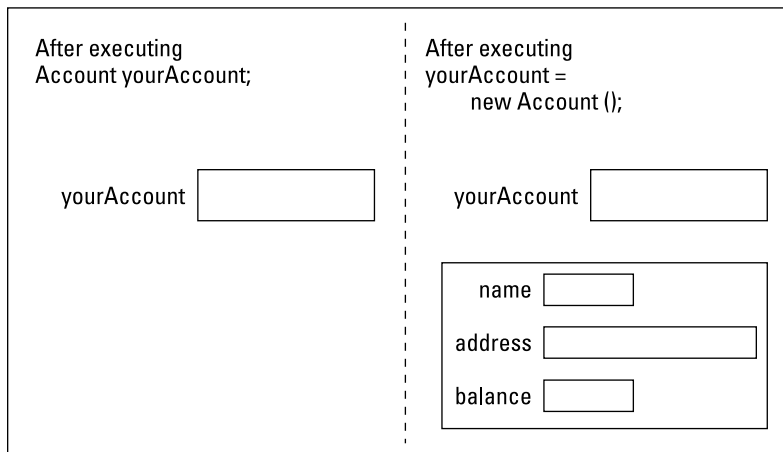 After executing
Account yourAccount;
yourAccount
After executing
yourAccount =
new Account ();
yourAccount
name
address
balance